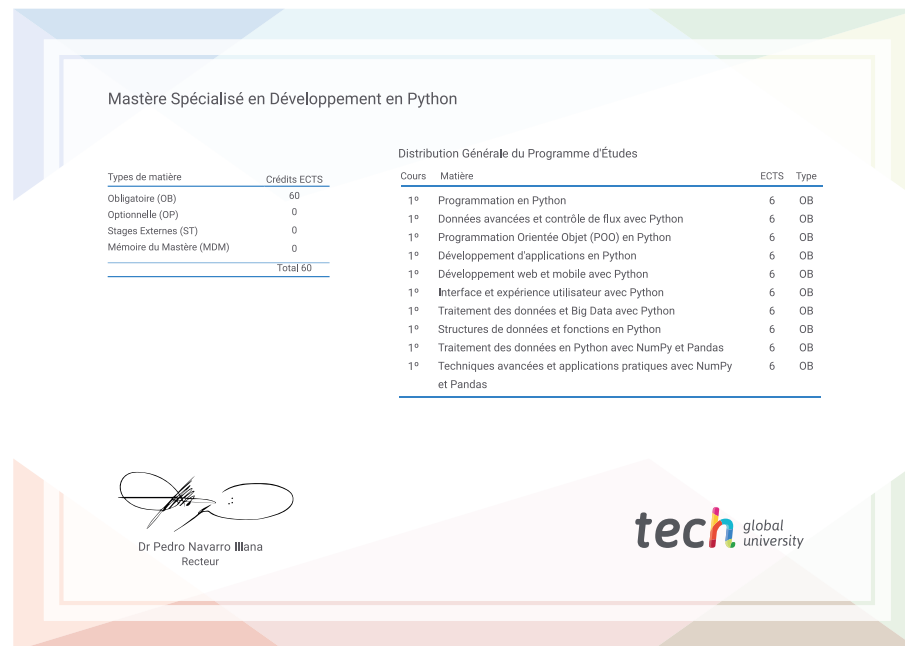 Mastère Spécialisé en Développement en Python
Types de matière Crédits ECTS
Obligatoire (OB) 60
Optionnelle (OP) 0
Stages Externes (ST) 0
Mémoire du Mastère (MDM) 0
Total 60
Distribution Générale du Programme d'Études
Cours Matière ECTS Type
1º Programmation en Python 6 OB
1º Données avancées et contrôle de flux avec Python 6 OB
1º Programmation Orientée Objet (POO) en Python 6 OB
1º Développement d'applications en Python 6 OB
1º Développement web et mobile avec Python 6 OB
1º Interface et expérience utilisateur avec Python 6 OB
1º Traitement des données et Big Data avec Python 6 OB
1º Structures de données et fonctions en Python 6 OB
1º Traitement des données en Python avec NumPy et Pandas 6 OB
1º Techniques avancées et applications pratiques avec NumPy 6 OB
et Pandas
Dr Pedro Navarro Illana
Recteur
tech global
university